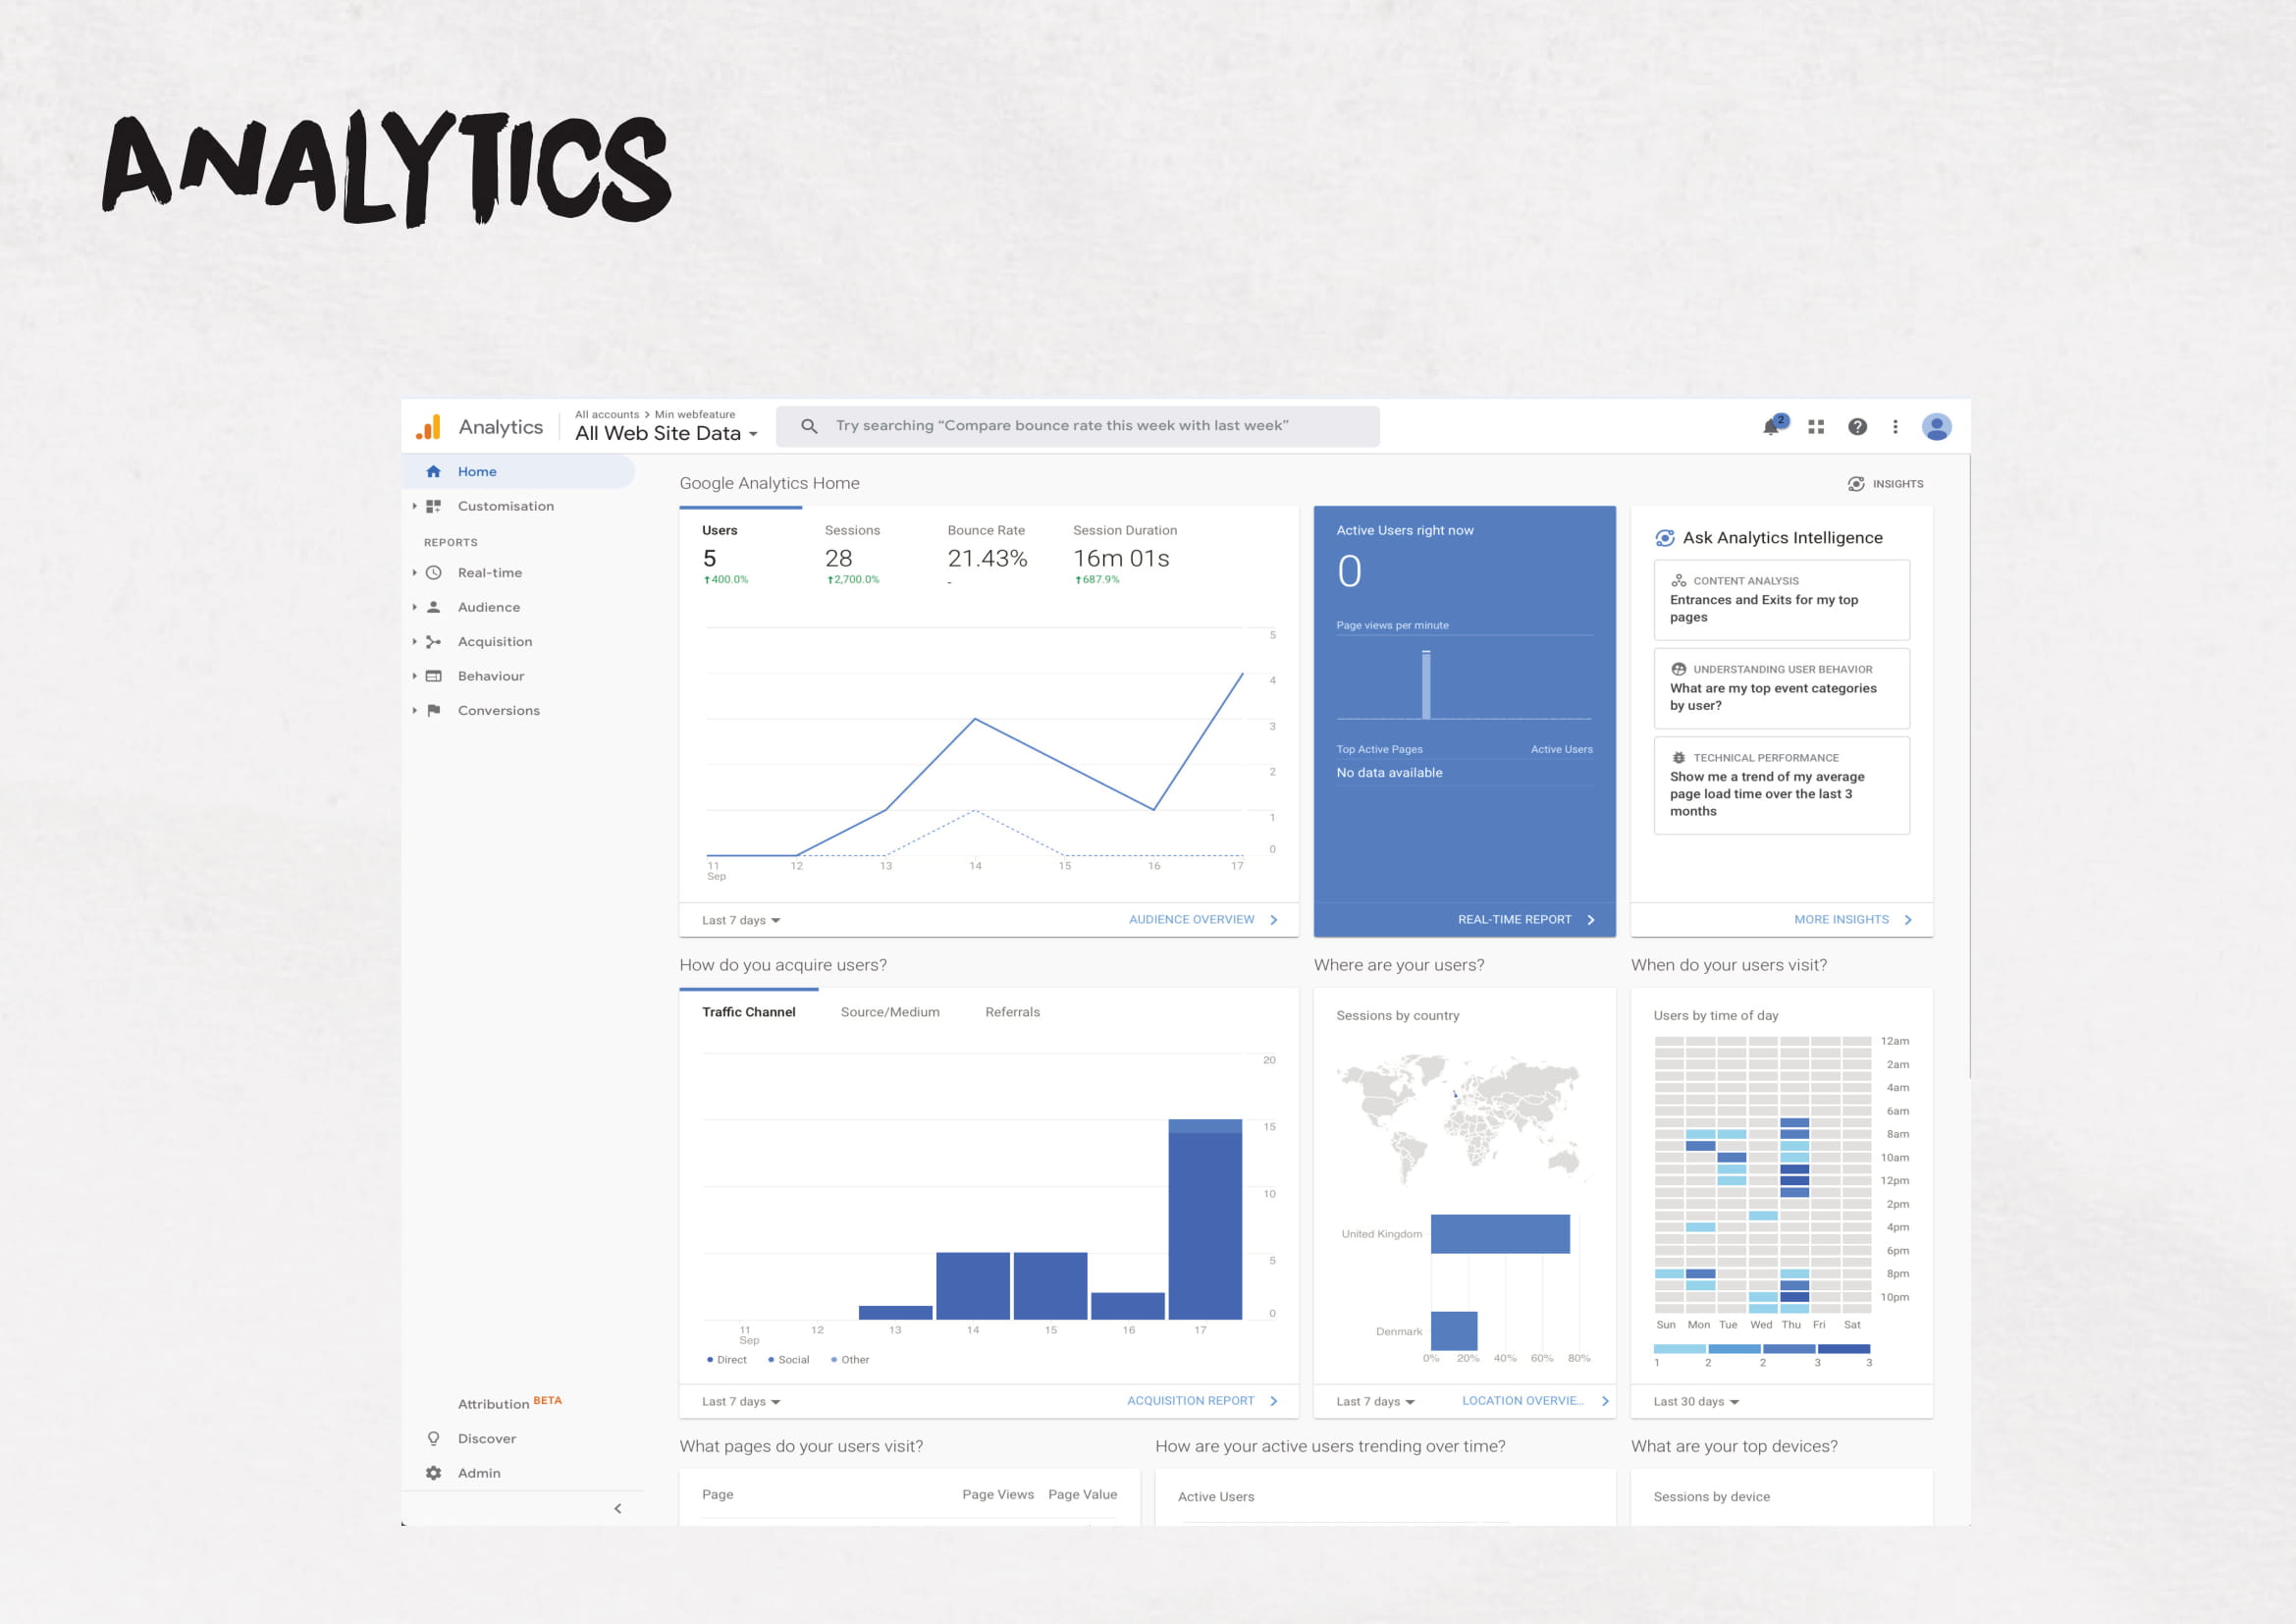 ANALYTICS
Analytics
All accounts > Min webfeature
All Web Site Data
Try searching “Compare bounce rate this week with last week”
2
Home
Customisation
REPORTS
Real-time
Audience
Acquisition
Behaviour
Conversions
Attribution BETA
Discover
Admin
Google Analytics Home
INSIGHTS
Users
5
↑400.0%
Sessions
28
↑2,700.0%
Bounce Rate
21.43%
-
Session Duration
16m 01s
↑687.9%
5
4
3
2
1
0
11 12 13 14 15 16 17
Sep
Last 7 days
AUDIENCE OVERVIEW
Active Users right now
0
Page views per minute
Top Active Pages Active Users
No data available
REAL-TIME REPORT
Ask Analytics Intelligence
CONTENT ANALYSIS
Entrances and Exits for my top
pages
UNDERSTANDING USER BEHAVIOR
What are my top event categories
by user?
TECHNICAL PERFORMANCE
Show me a trend of my average
page load time over the last 3
months
MORE INSIGHTS
How do you acquire users?
Traffic Channel Source/Medium Referrals
20
15
10
5
0
11 12 13 14 15 16 17
Sep
Direct Social Other
Last 7 days
ACQUISITION REPORT
Where are your users?
Sessions by country
United Kingdom
Denmark
0% 20% 40% 60% 80%
Last 7 days
LOCATION OVERVIE...
When do your users visit?
Users by time of day
12am
2am
4am
6am
8am
10am
12pm
2pm
4pm
6pm
8pm
10pm
Sun Mon Tue Wed Thu Fri Sat
1 2 2 3 3
Last 30 days
What pages do your users visit?
Page Page Views Page Value
How are your active users trending over time?
Active Users
What are your top devices?
Sessions by device